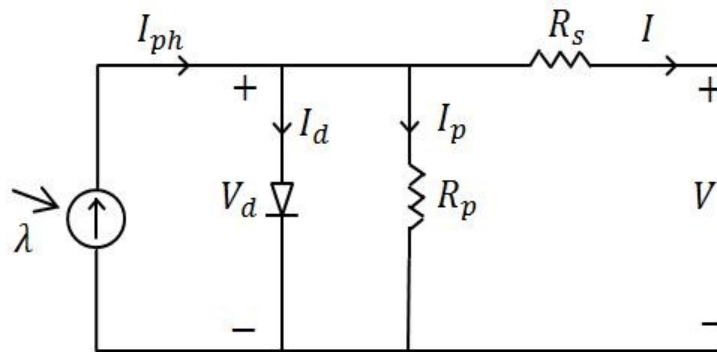 I_ph R_s I
+ +
I_d I_p
V_d R_p V
λ
− −